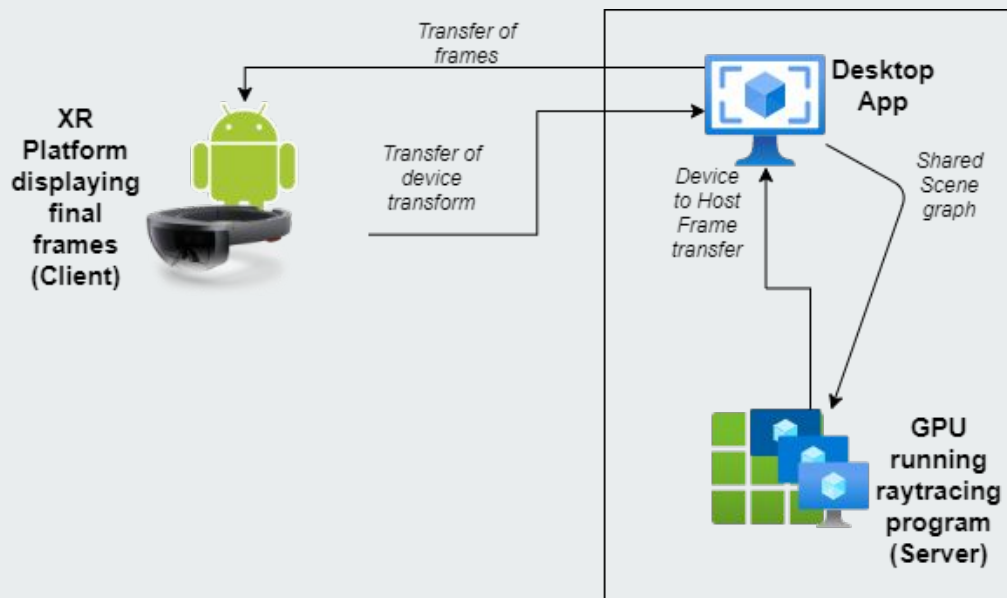 Transfer of
frames
XR
Platform
displaying
final
frames
(Client)
Transfer of
device
transform
Desktop
App
Device
to Host
Frame
transfer
Shared
Scene
graph
GPU
running
raytracing
program
(Server)